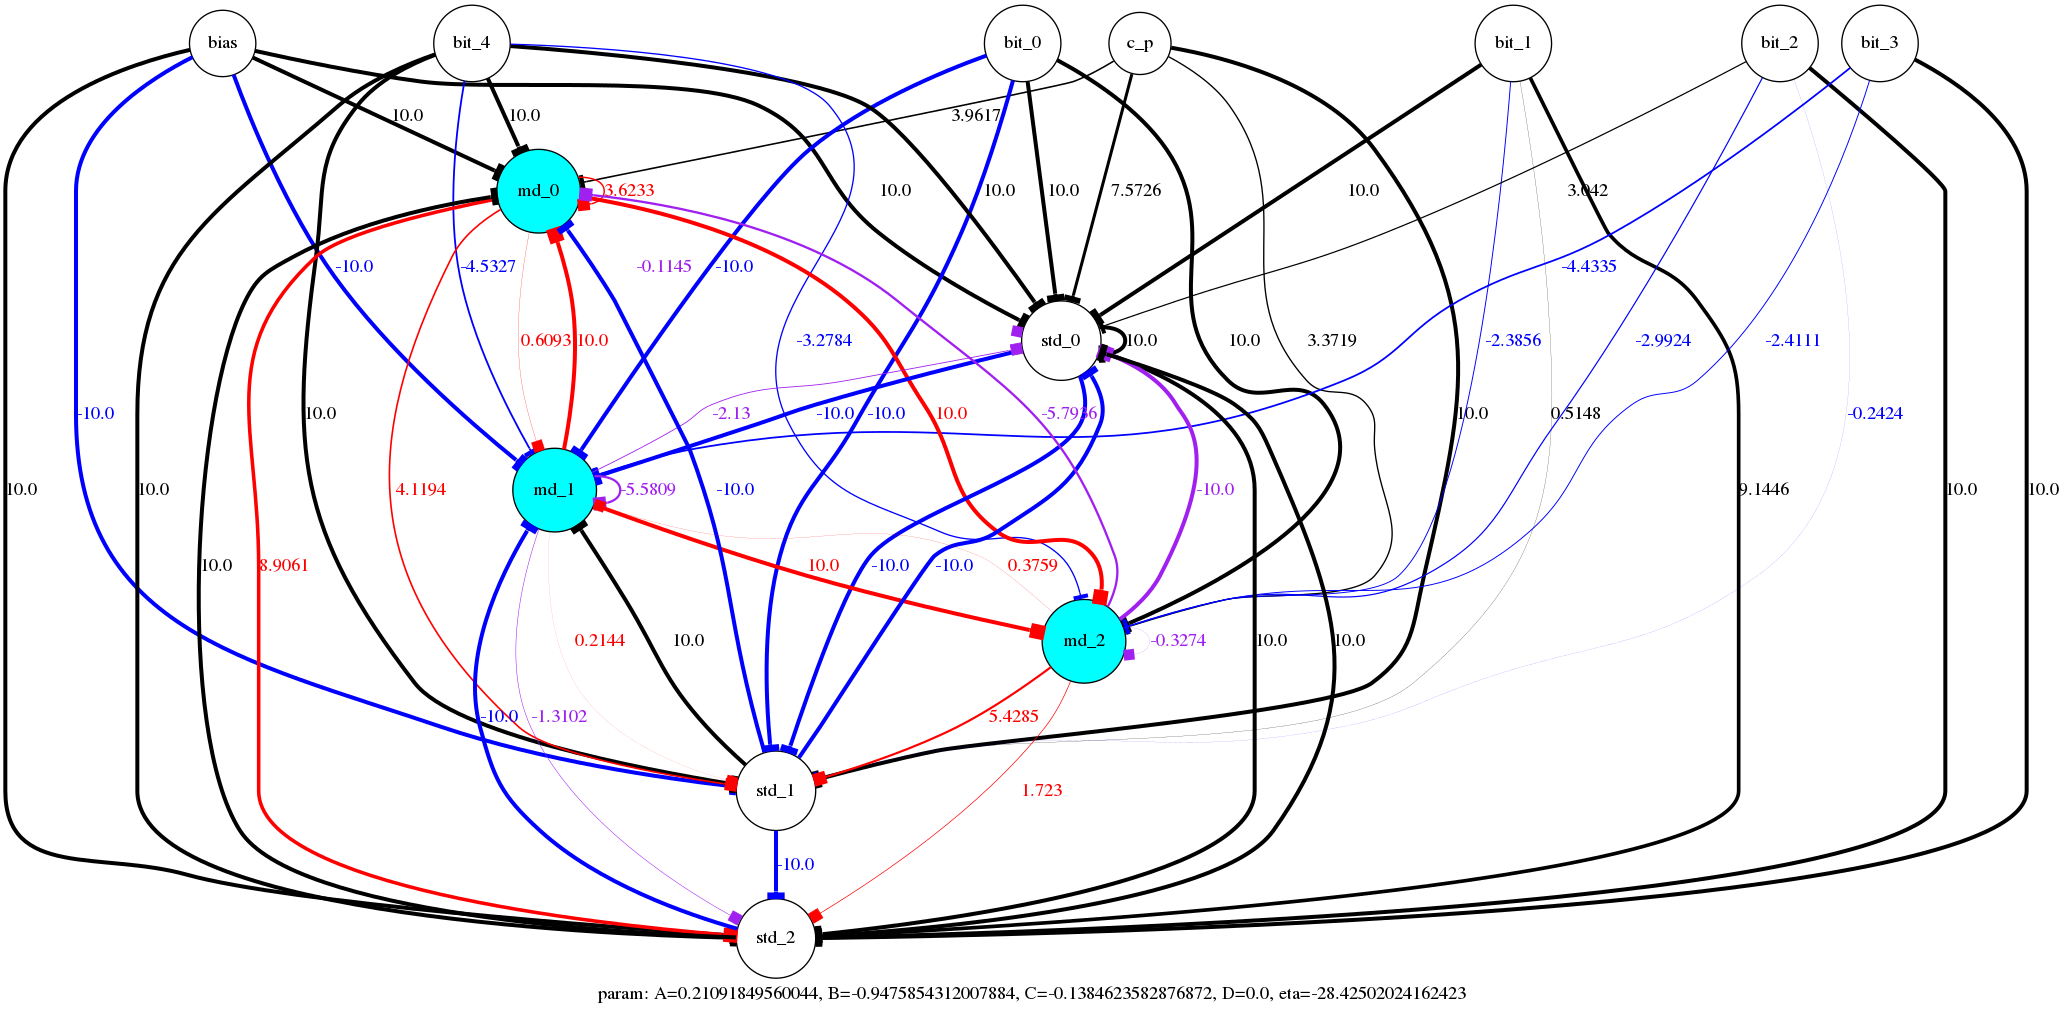 bias bit_4 bit_0 c_p bit_1 bit_2 bit_3
10.0 10.0 3.9617
md_0 3.6233 10.0 10.0 10.0 7.5726 10.0 3.042
-10.0 -4.5327 -0.1145 -10.0 -4.4335
0.6093 10.0 -3.2784 std_0 10.0 10.0 3.3719 -2.3856 -2.9924 -2.4111
-10.0 10.0 -2.13 -10.0 -10.0 10.0 -5.7936 10.0 0.5148 -0.2424
10.0 10.0 4.1194 md_1 -5.5809 -10.0 -10.0 9.1446 10.0 10.0
10.0 8.9061 10.0 -10.0 -10.0 0.3759
0.2144 10.0 md_2 -0.3274 10.0 10.0
-10.0 -1.3102 5.4285
std_1 1.723
-10.0
std_2
param: A=0.21091849560044, B=-0.9475854312007884, C=-0.1384623582876872, D=0.0, eta=-28.42502024162423